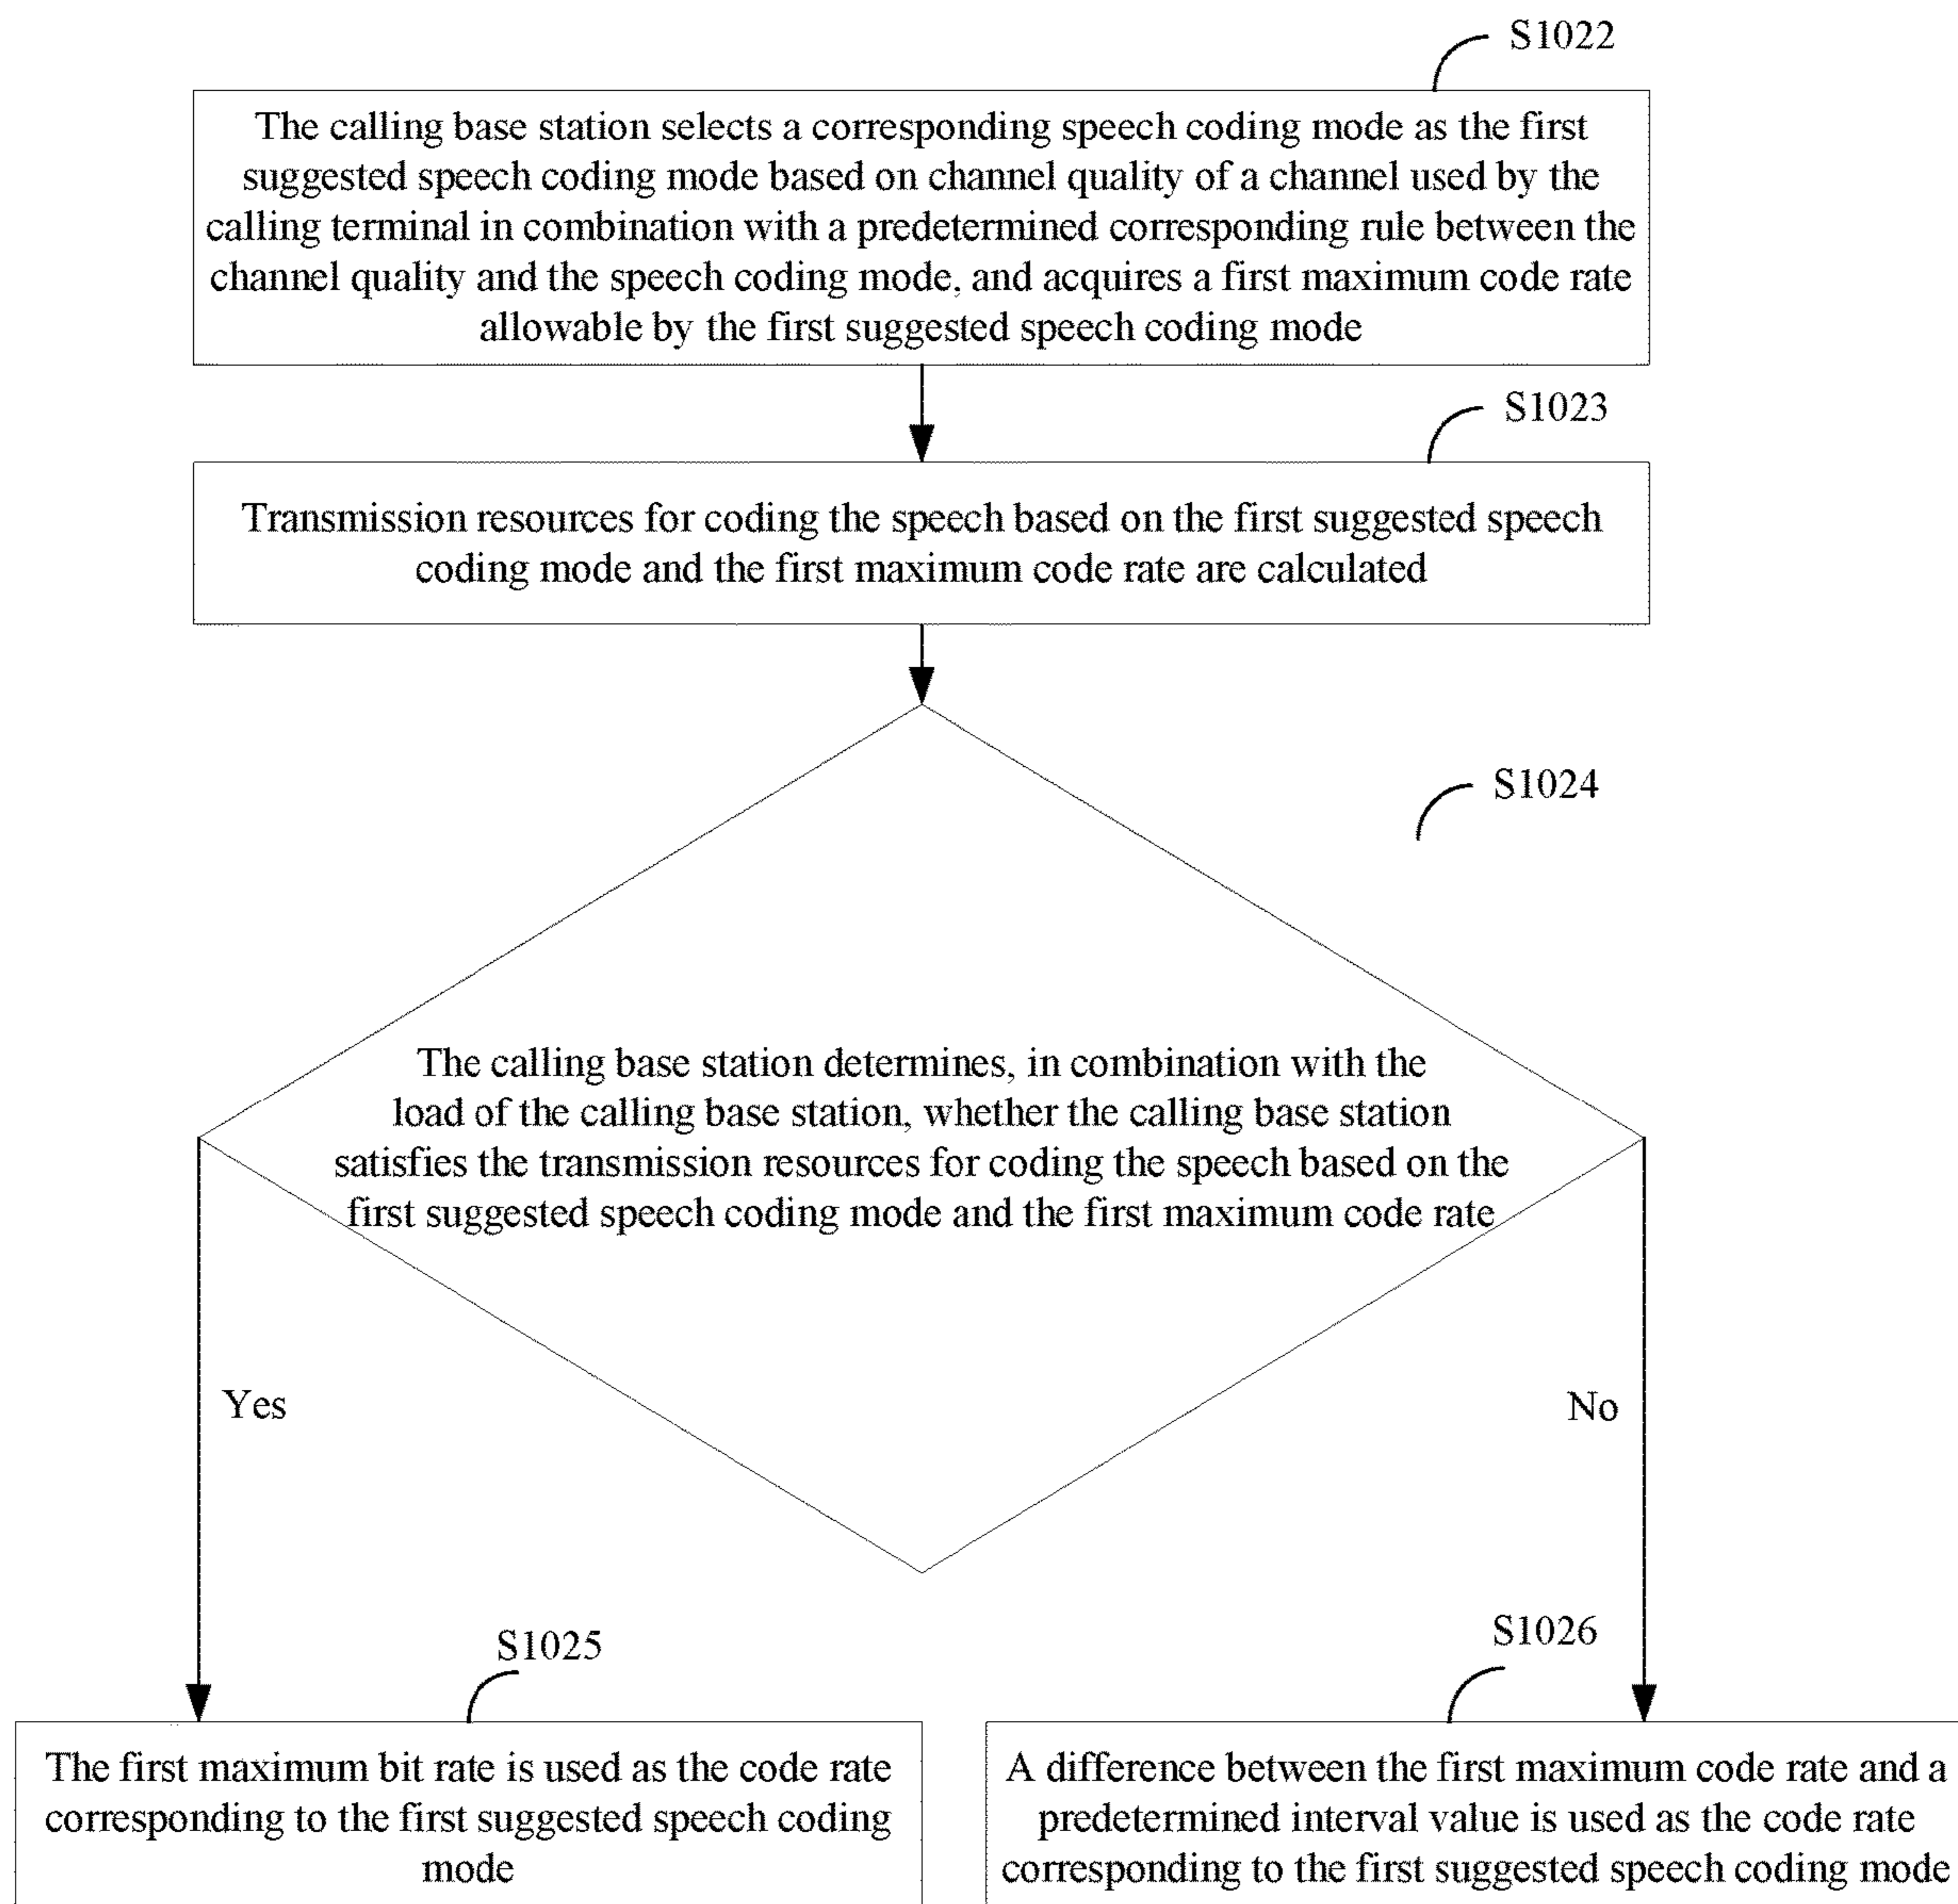 S1022
The calling base station selects a corresponding speech coding mode as the first
suggested speech coding mode based on channel quality of a channel used by the
calling terminal in combination with a predetermined corresponding rule between the
channel quality and the speech coding mode, and acquires a first maximum code rate
allowable by the first suggested speech coding mode
S1023
Transmission resources for coding the speech based on the first suggested speech
coding mode and the first maximum code rate are calculated
S1024
The calling base station determines, in combination with the
load of the calling base station, whether the calling base station
satisfies the transmission resources for coding the speech based on the
first suggested speech coding mode and the first maximum code rate
Yes
No
S1025
The first maximum bit rate is used as the code rate
corresponding to the first suggested speech coding
mode
S1026
A difference between the first maximum code rate and a
predetermined interval value is used as the code rate
corresponding to the first suggested speech coding mode